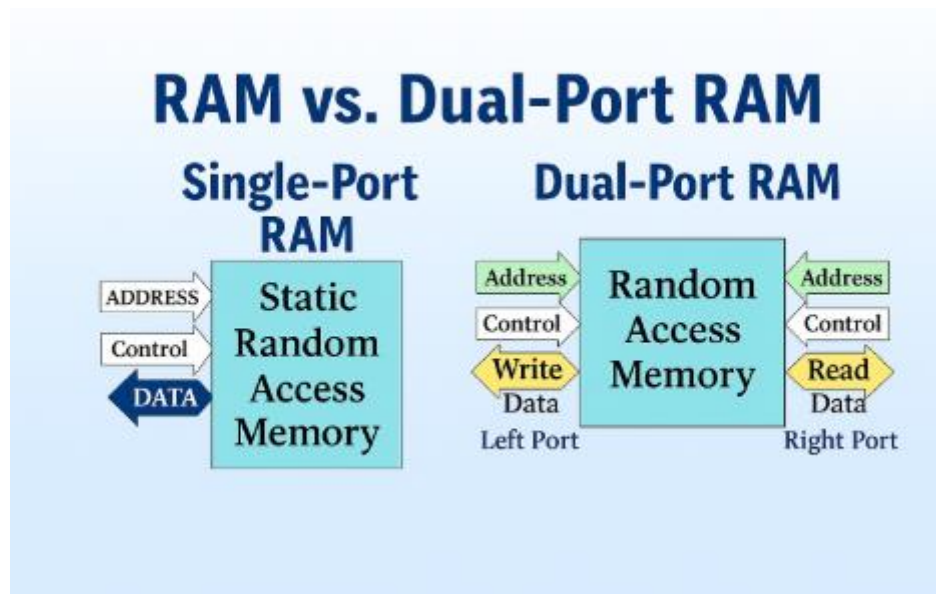 RAM vs. Dual-Port RAM
Single-Port
RAM
ADDRESS
Control
DATA
Static
Random
Access
Memory
Dual-Port RAM
Address
Control
Write
Data
Left Port
Random
Access
Memory
Address
Control
Read
Data
Right Port